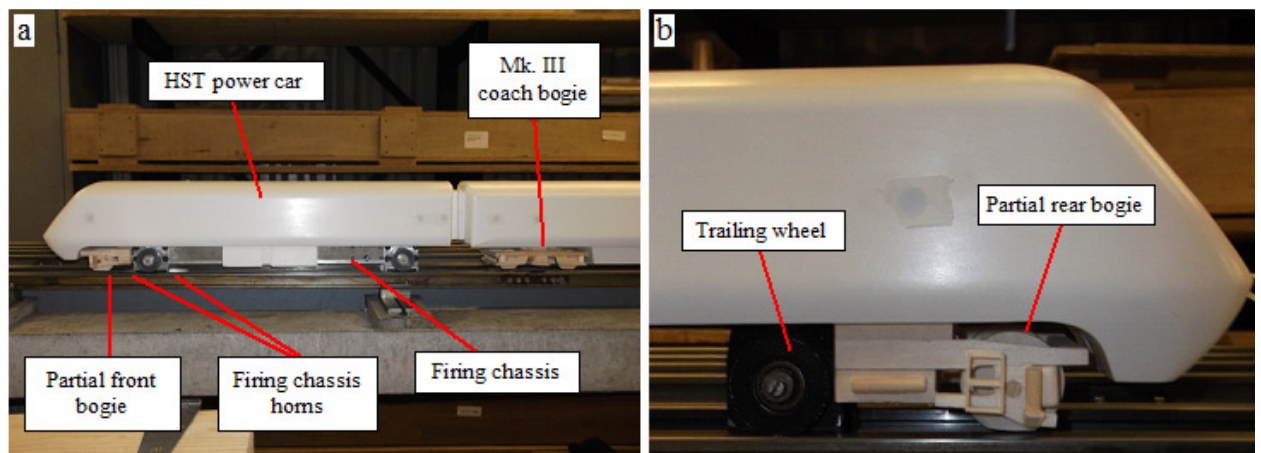 a
HST power car
Mk. III
coach bogie
Partial front
bogie
Firing chassis
horns
Firing chassis
b
Trailing wheel
Partial rear bogie